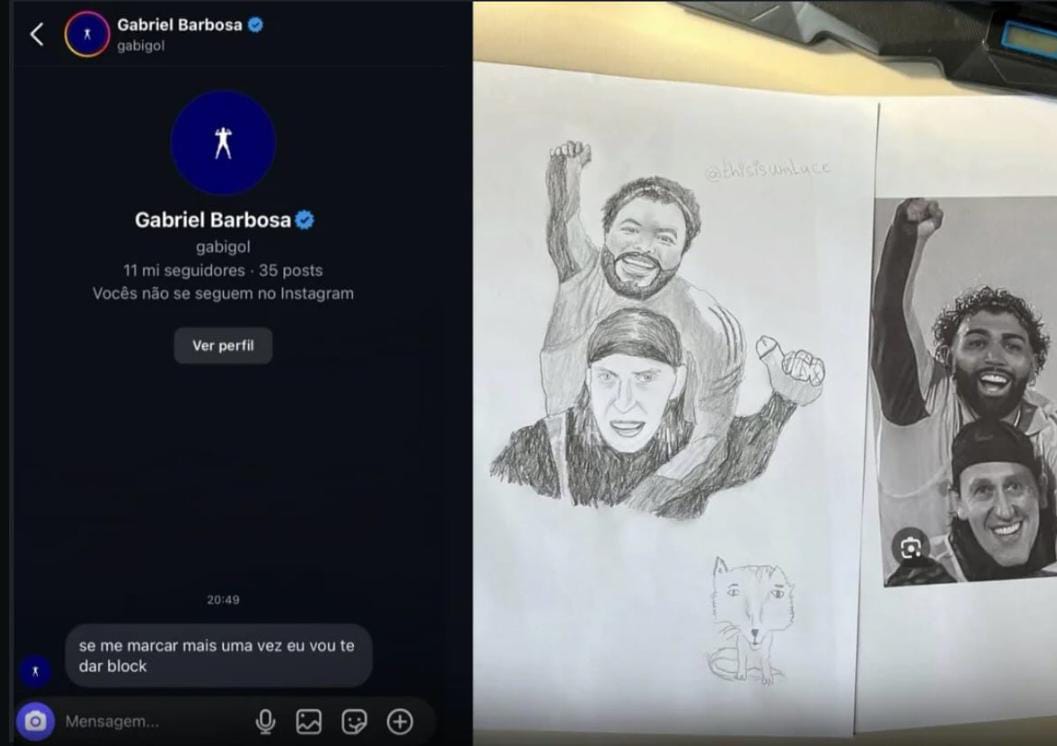 Gabriel Barbosa
gabigol
Gabriel Barbosa
gabigol
11 mi seguidores · 35 posts
Vocês não se seguem no Instagram
Ver perfil
20:49
se me marcar mais uma vez eu vou te
dar block
Mensagem...